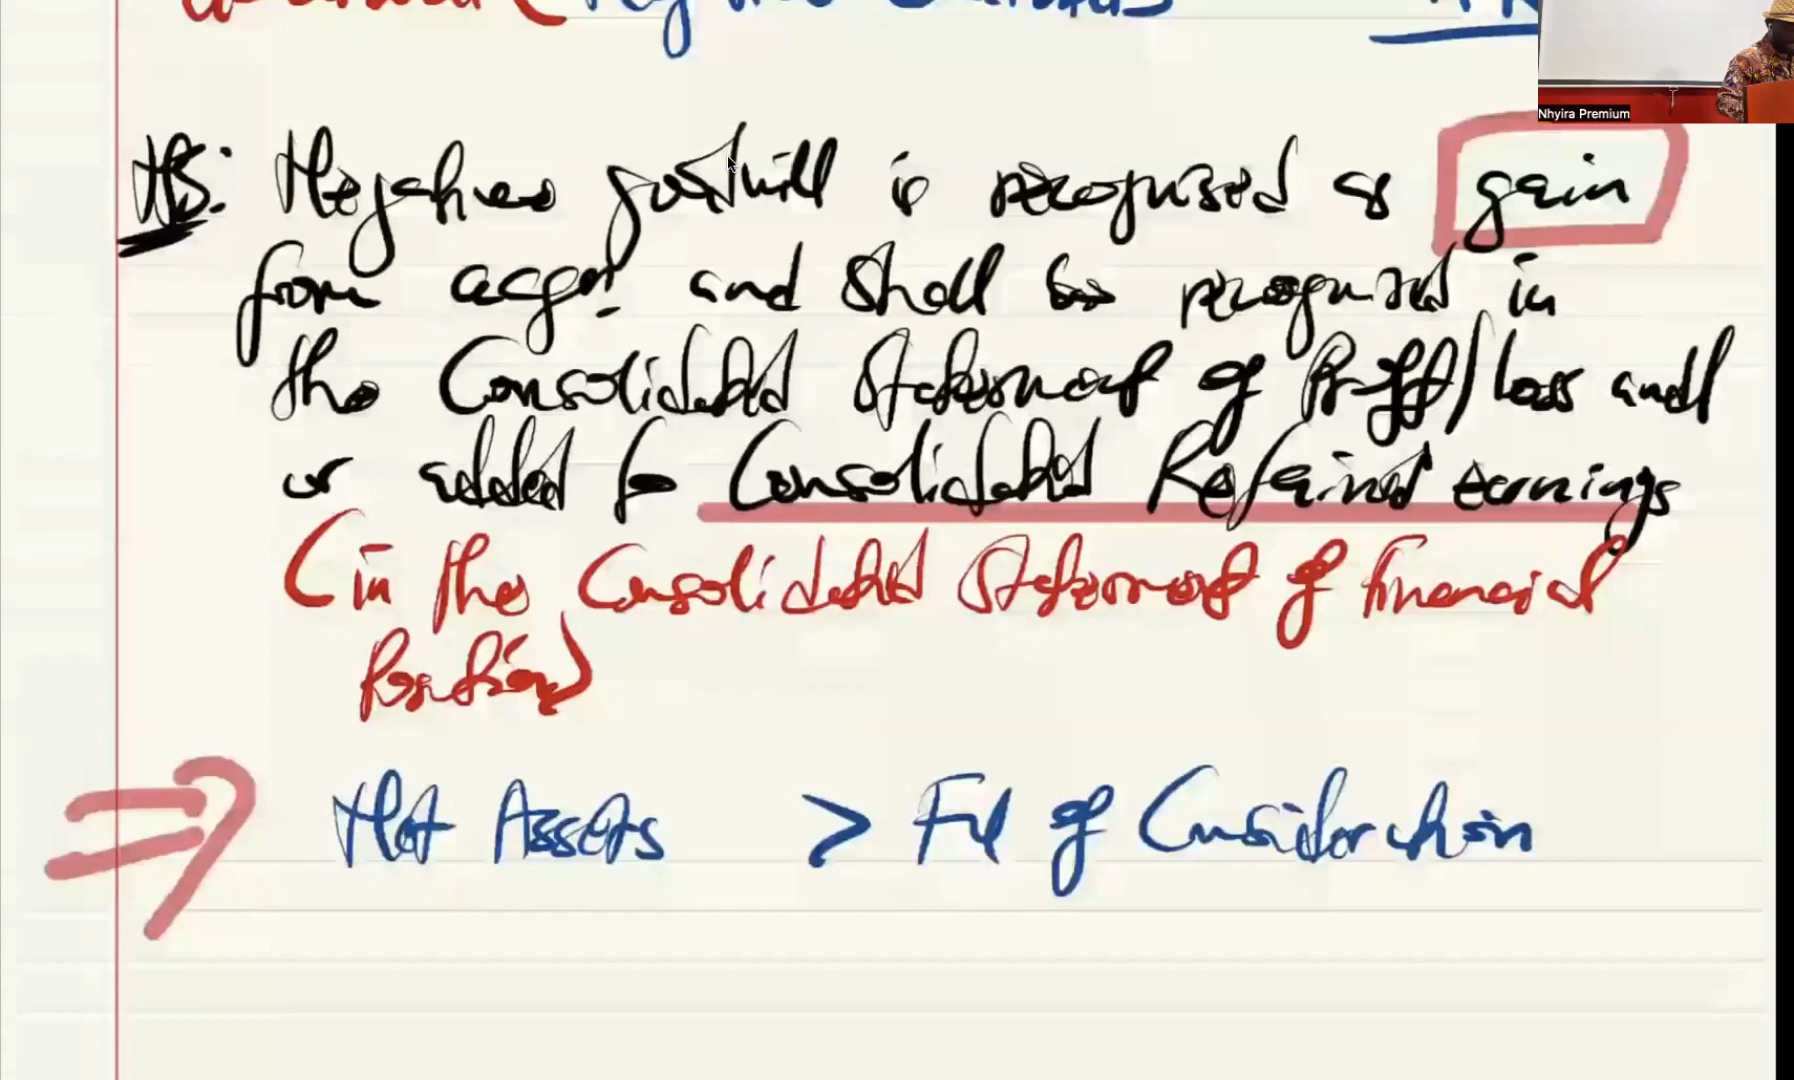 Nhyira Premium
NB: Negative goodwill is recognised as gain
from acqn. and shall be recognised in
the Consolidated Statement of Profit/loss and/
or added to Consolidated Retained earnings
(in the Consolidated Statement of financial
Position)
Net Assets > FV of Consideration